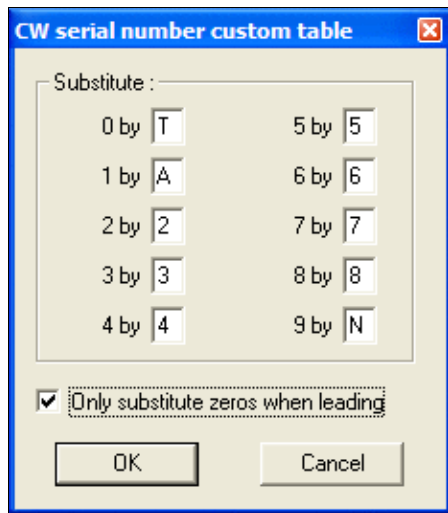 CW serial number custom table
Substitute :
0 by T 5 by 5
1 by A 6 by 6
2 by 2 7 by 7
3 by 3 8 by 8
4 by 4 9 by N
Only substitute zeros when leading
OK Cancel